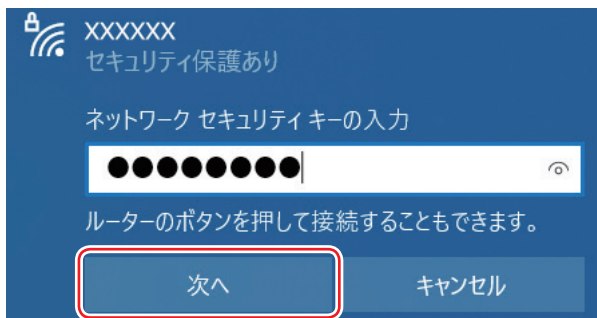 XXXXXX
セキュリティ保護あり
ネットワーク セキュリティ キーの入力
●●●●●●●●
ルーターのボタンを押して接続することもできます。
次へ
キャンセル